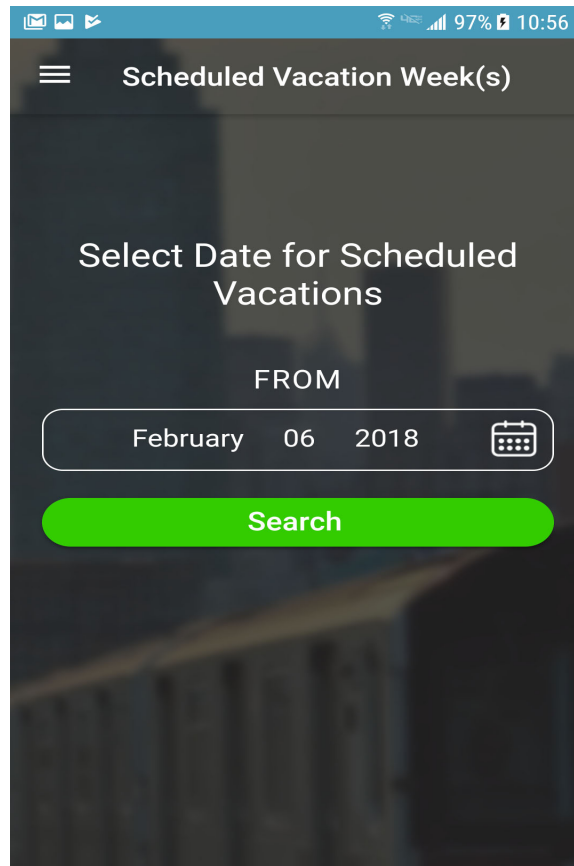 97% 10:56
Scheduled Vacation Week(s)
Select Date for Scheduled
Vacations
FROM
February 06 2018
Search